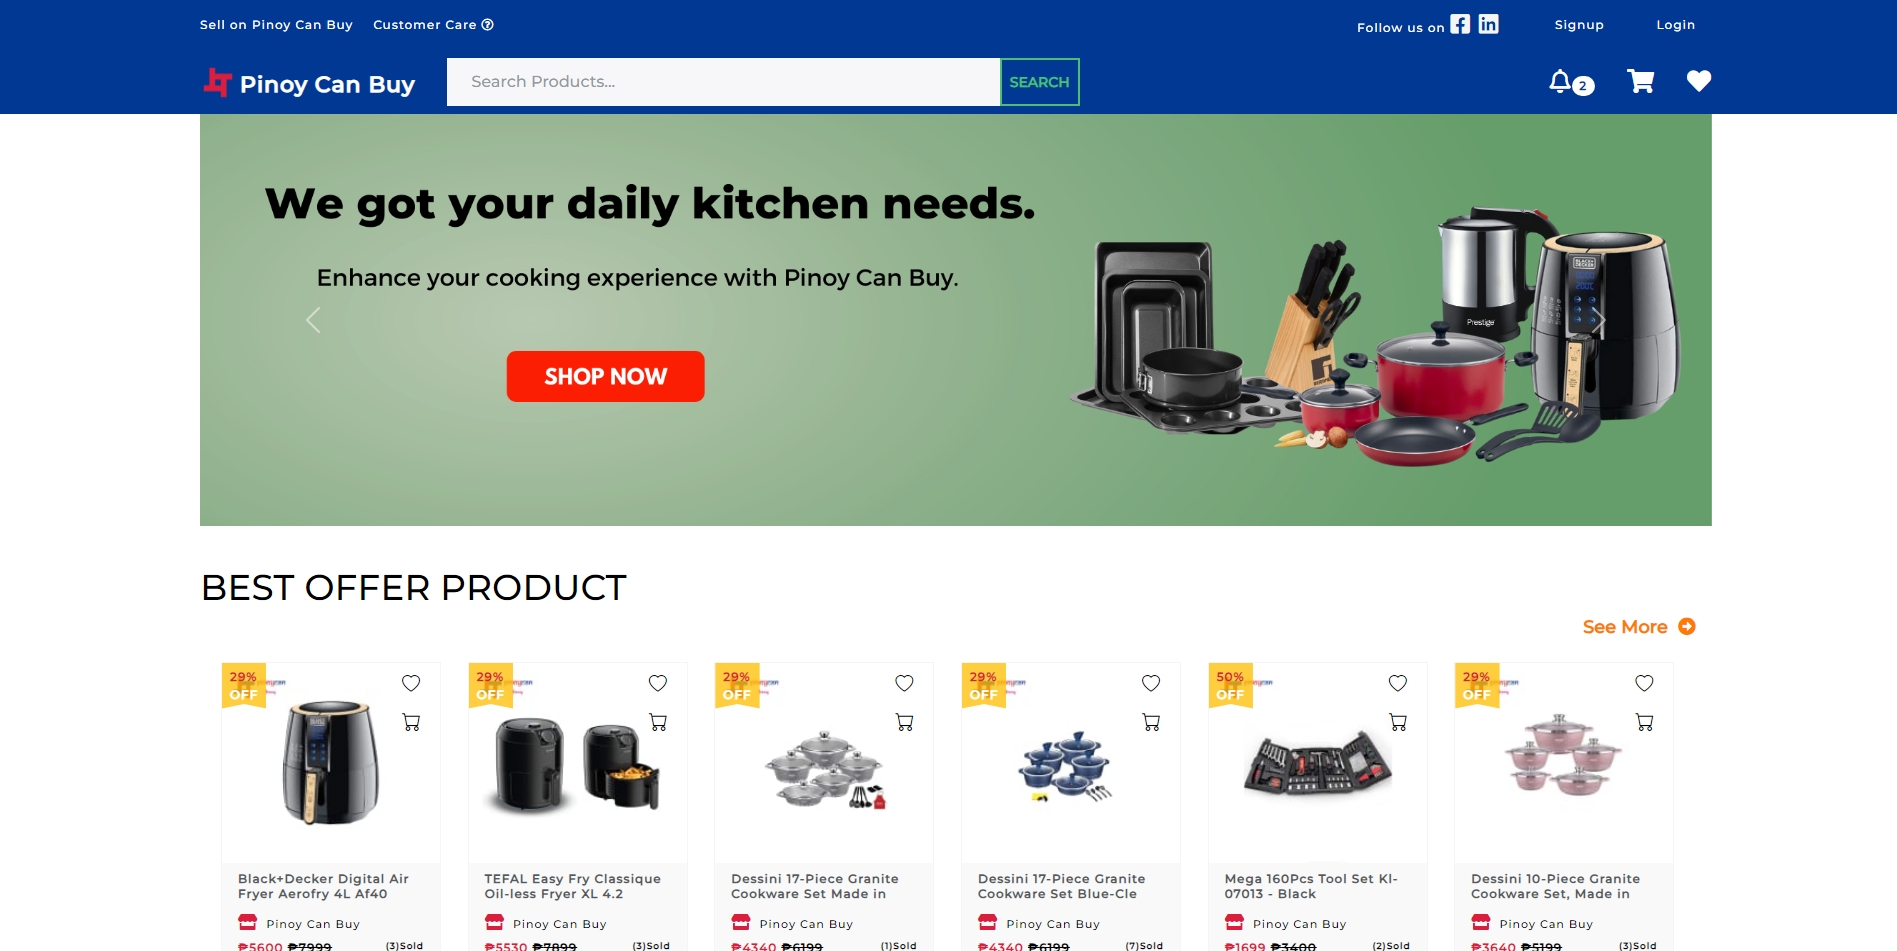 Sell on Pinoy Can Buy
Customer Care
Follow us on
Signup
Login
Pinoy Can Buy
Search Products...
SEARCH
2
We got your daily kitchen needs.
Enhance your cooking experience with Pinoy Can Buy.
SHOP NOW
Prestige
BLACK+
DECKER
200C
BEST OFFER PRODUCT
See More
29%
OFF
Black+Decker Digital Air
Fryer Aerofry 4L Af40
Pinoy Can Buy
₱5600 ₱7999
(3)Sold
29%
OFF
TEFAL Easy Fry Classique
Oil-less Fryer XL 4.2
Pinoy Can Buy
₱5530 ₱7899
(3)Sold
29%
OFF
Dessini 17-Piece Granite
Cookware Set Made in
Pinoy Can Buy
₱4340 ₱6199
(1)Sold
29%
OFF
Dessini 17-Piece Granite
Cookware Set Blue-Cle
Pinoy Can Buy
₱4340 ₱6199
(7)Sold
50%
OFF
Mega 160Pcs Tool Set Kl-
07013 - Black
Pinoy Can Buy
₱1699 ₱3400
(2)Sold
29%
OFF
Dessini 10-Piece Granite
Cookware Set, Made in
Pinoy Can Buy
₱3640 ₱5199
(3)Sold